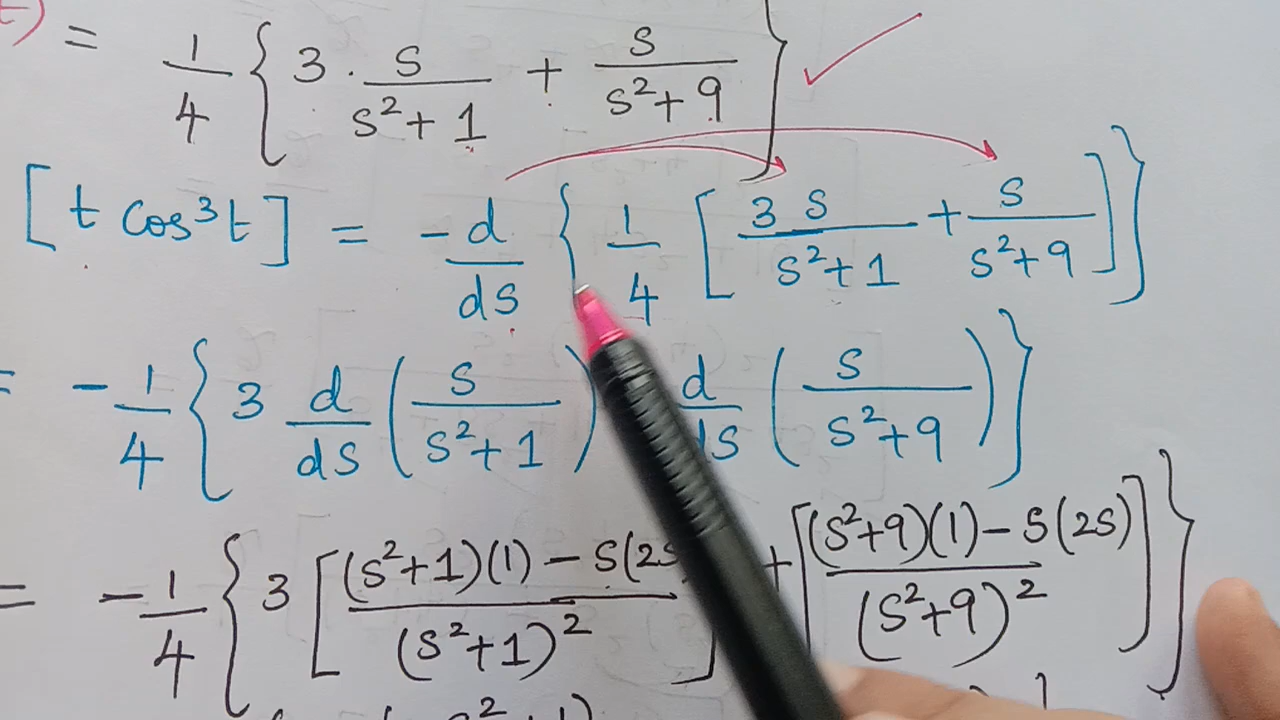 t) = 1/4 { 3 · s/(s²+1) + s/(s²+9) }
[t cos³t] = -d/ds { 1/4 [ 3s/(s²+1) + s/(s²+9) ] }
= -1/4 { 3 d/ds ( s/(s²+1) ) d/ds ( s/(s²+9) ) }
= -1/4 { 3 [ (s²+1)(1) - s(2s / (s²+1)² ] + [ (s²+9)(1) - s(2s) / (s²+9)² ] }